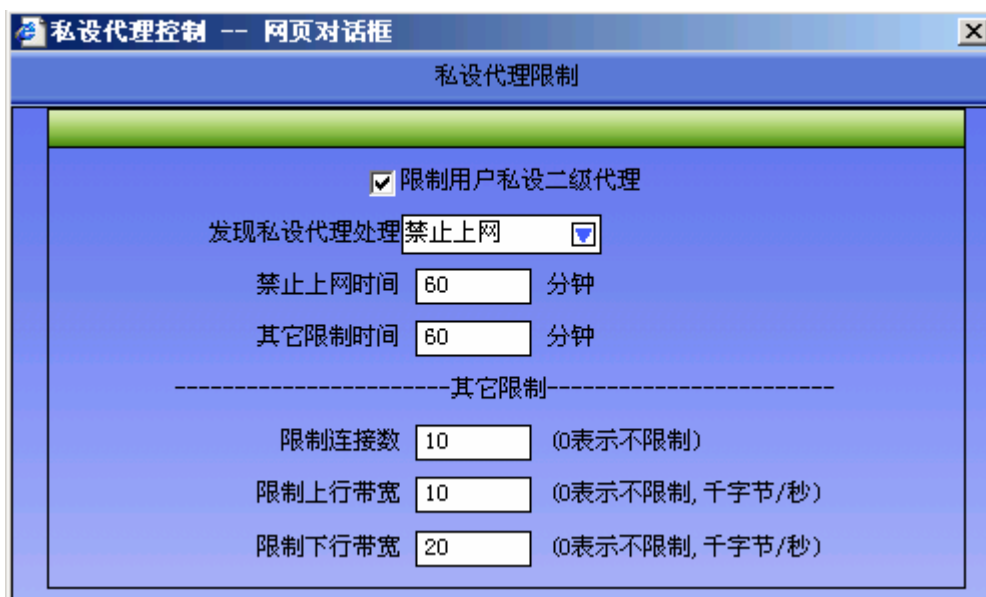 私设代理控制 -- 网页对话框
私设代理限制
限制用户私设二级代理
发现私设代理处理 禁止上网
禁止上网时间 60 分钟
其它限制时间 60 分钟
-----------------------其它限制------------------------
限制连接数 10 (0表示不限制)
限制上行带宽 10 (0表示不限制, 千字节/秒)
限制下行带宽 20 (0表示不限制, 千字节/秒)